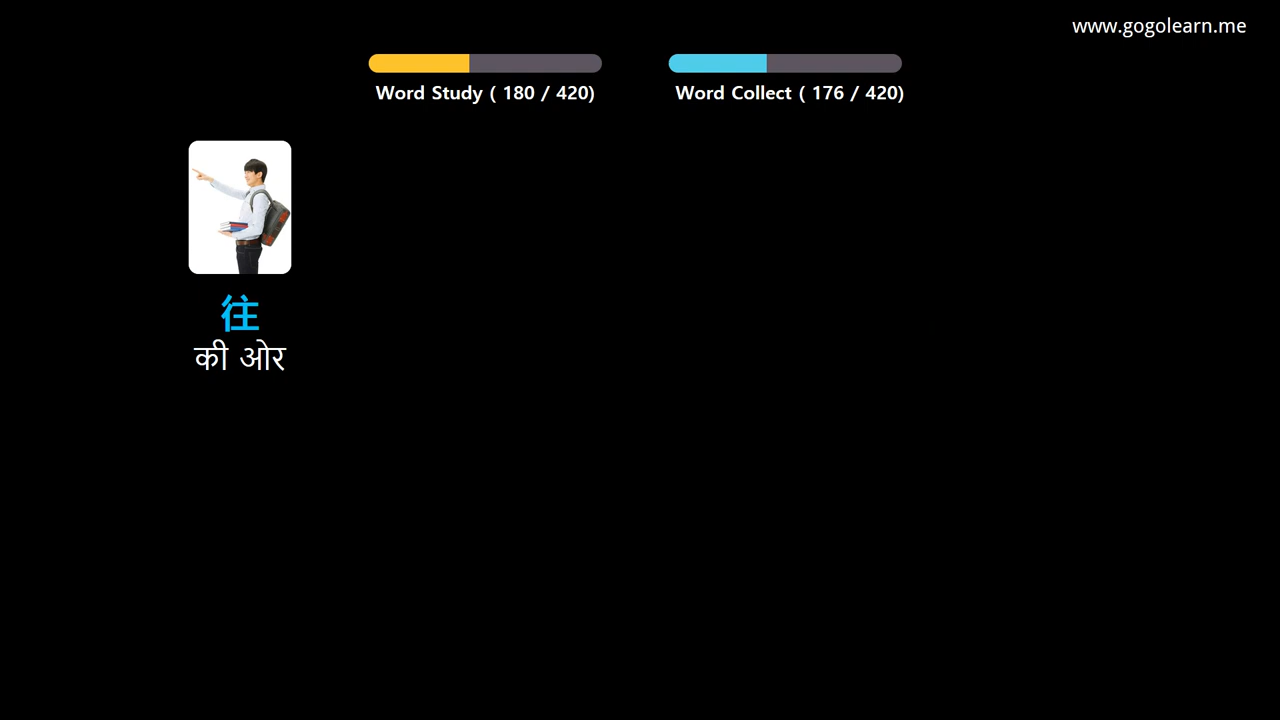 www.gogolearn.me
Word Study ( 180 / 420)
Word Collect ( 176 / 420)
往
की ओर